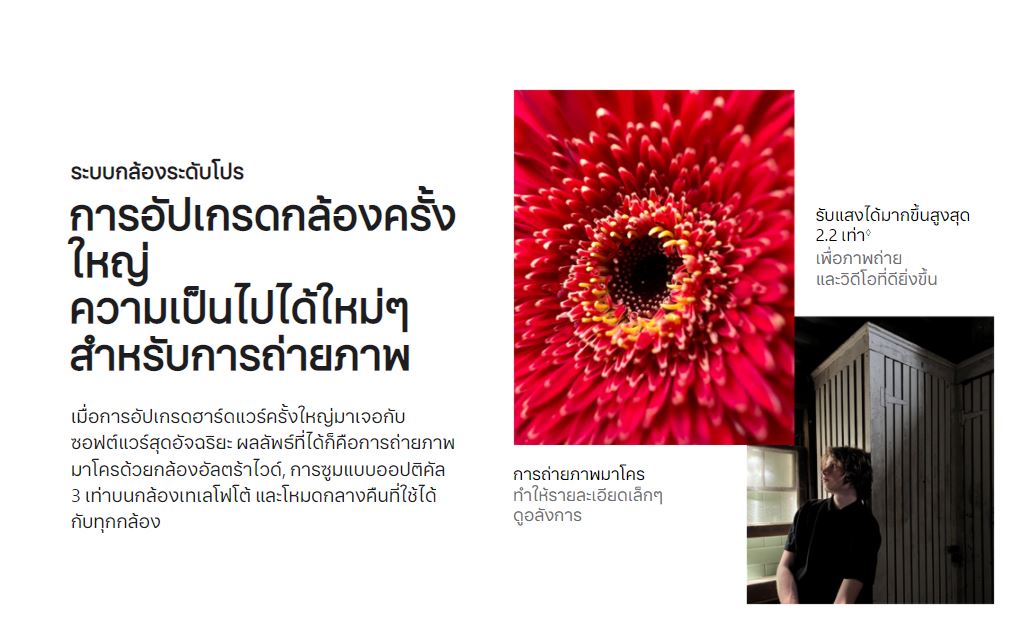 ระบบกล้องระดับโปร
การอัปเกรดกล้องครั้ง
ใหญ่
ความเป็นไปได้ใหม่ๆ
สำหรับการถ่ายภาพ
เมื่อการอัปเกรดฮาร์ดแวร์ครั้งใหญ่มาเจอกับ
ซอฟต์แวร์สุดอัจฉริยะ ผลลัพธ์ที่ได้ก็คือการถ่ายภาพ
มาโครด้วยกล้องอัลตร้าไวด์, การซูมแบบออปติคัล
3 เท่าบนกล้องเทเลโฟโต้ และโหมดกลางคืนที่ใช้ได้
กับทุกกล้อง
การถ่ายภาพมาโคร
ทำให้รายละเอียดเล็กๆ
ดูอลังการ
รับแสงได้มากขึ้นสูงสุด
2.2 เท่า◊
เพื่อภาพถ่าย
และวิดีโอที่ดียิ่งขึ้น